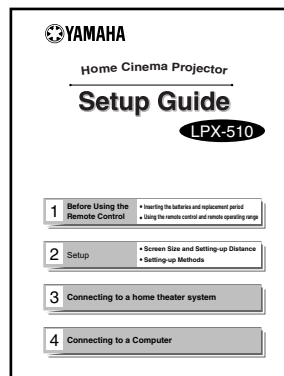 YAMAHA
Home Cinema Projector
Setup Guide
LPX-510
1 Before Using the
Remote Control
• Inserting the batteries and replacement period
• Using the remote control and remote operating range
2 Setup
• Screen Size and Setting-up Distance
• Setting-up Methods
3 Connecting to a home theater system
4 Connecting to a Computer